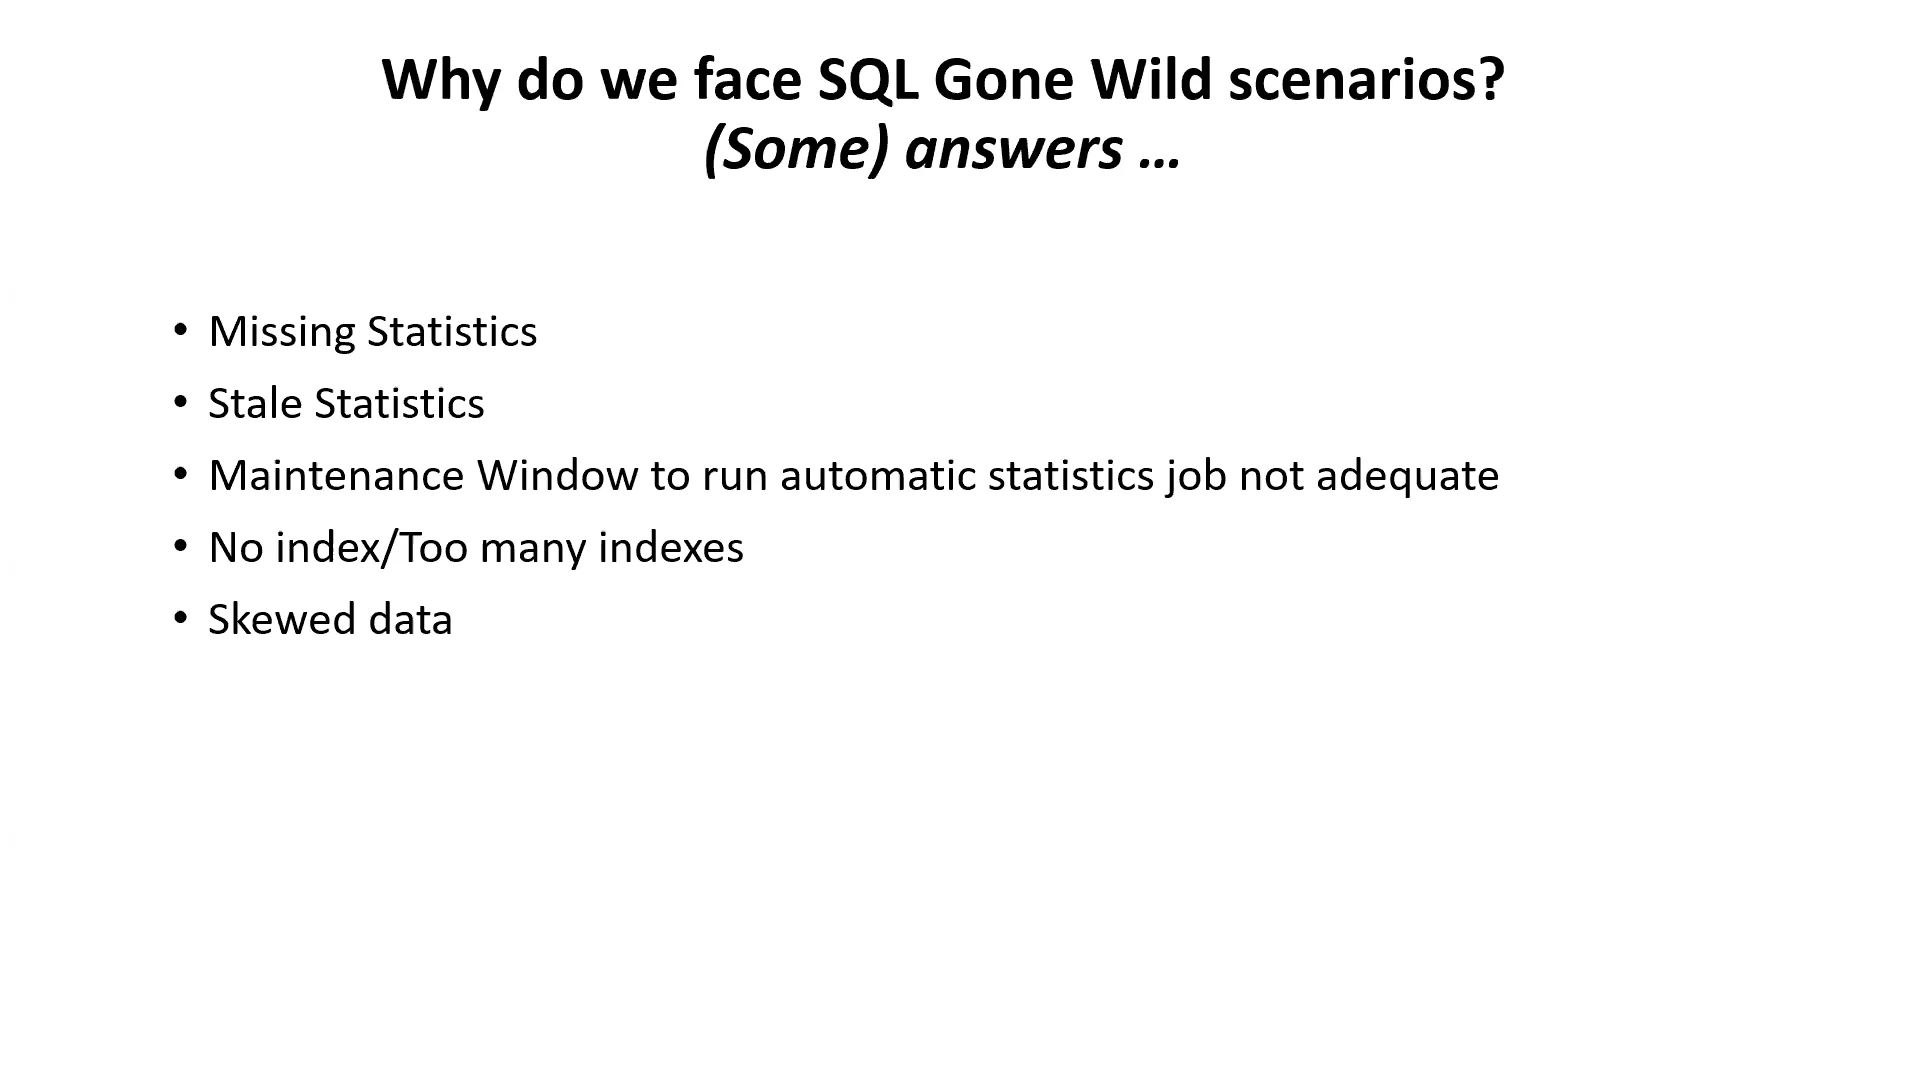 Why do we face SQL Gone Wild scenarios?
(Some) answers …
• Missing Statistics
• Stale Statistics
• Maintenance Window to run automatic statistics job not adequate
• No index/Too many indexes
• Skewed data